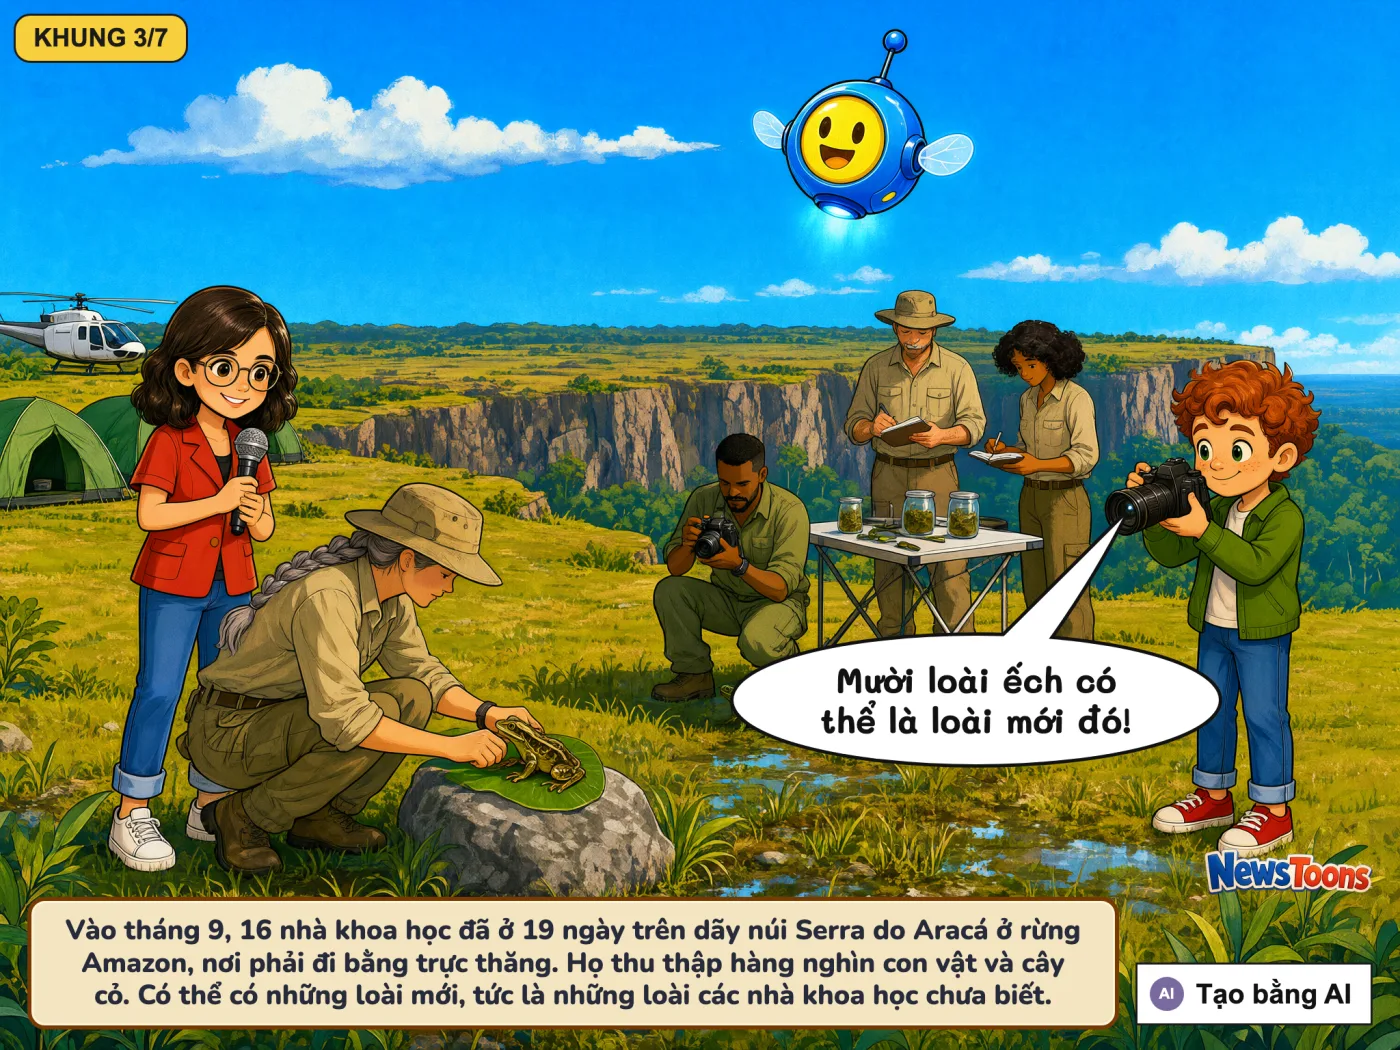 KHUNG 3/7
Mười loài ếch có
thể là loài mới đó!
NewsToons
Vào tháng 9, 16 nhà khoa học đã ở 19 ngày trên dãy núi Serra do Aracá ở rừng
Amazon, nơi phải đi bằng trực thăng. Họ thu thập hàng nghìn con vật và cây
cỏ. Có thể có những loài mới, tức là những loài các nhà khoa học chưa biết.
AI Tạo bằng AI